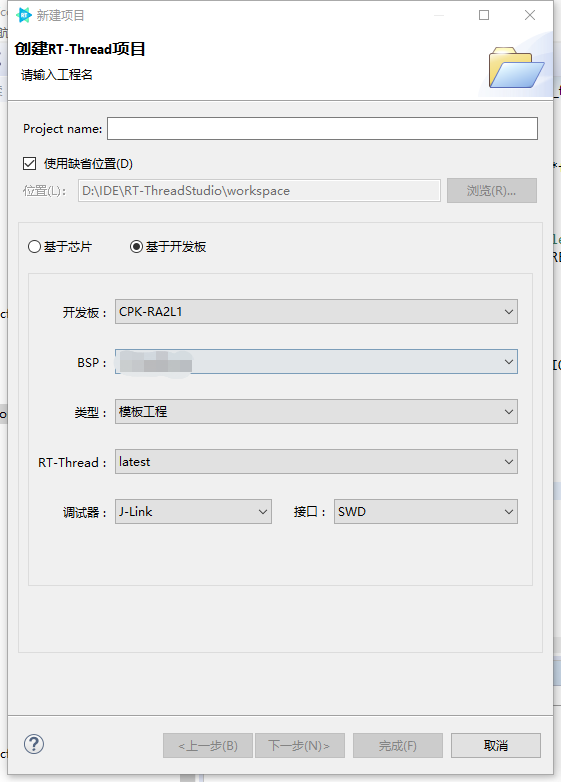 新建项目
创建RT-Thread项目
请输入工程名
Project name:
使用缺省位置(D)
位置(L): D:\IDE\RT-ThreadStudio\workspace 浏览(R)...
基于芯片 基于开发板
开发板： CPK-RA2L1
BSP：
类型： 模板工程
RT-Thread： latest
调试器： J-Link 接口： SWD
<上一步(B) 下一步(N)> 完成(F) 取消